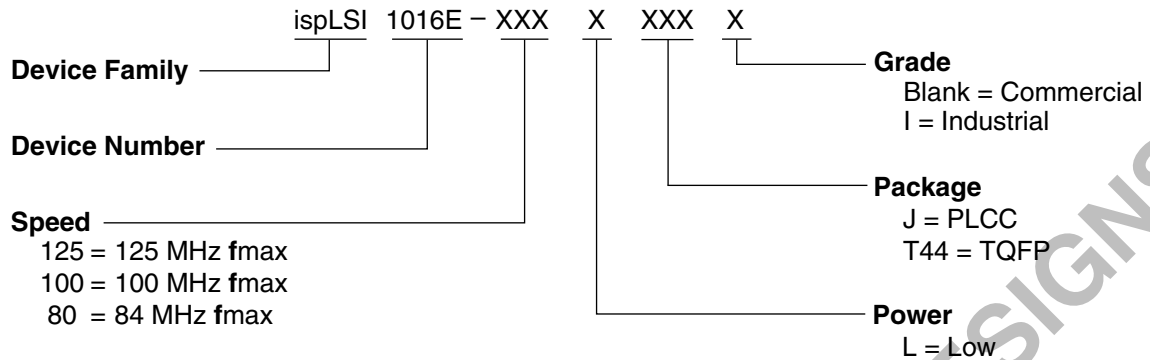 ispLSI 1016E – XXX X XXX X
Device Family
Grade
Blank = Commercial
I = Industrial
Device Number
Package
J = PLCC
T44 = TQFP
Speed
125 = 125 MHz fmax
100 = 100 MHz fmax
80 = 84 MHz fmax
Power
L = Low